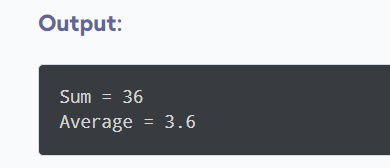 Output:
Sum = 36
Average = 3.6